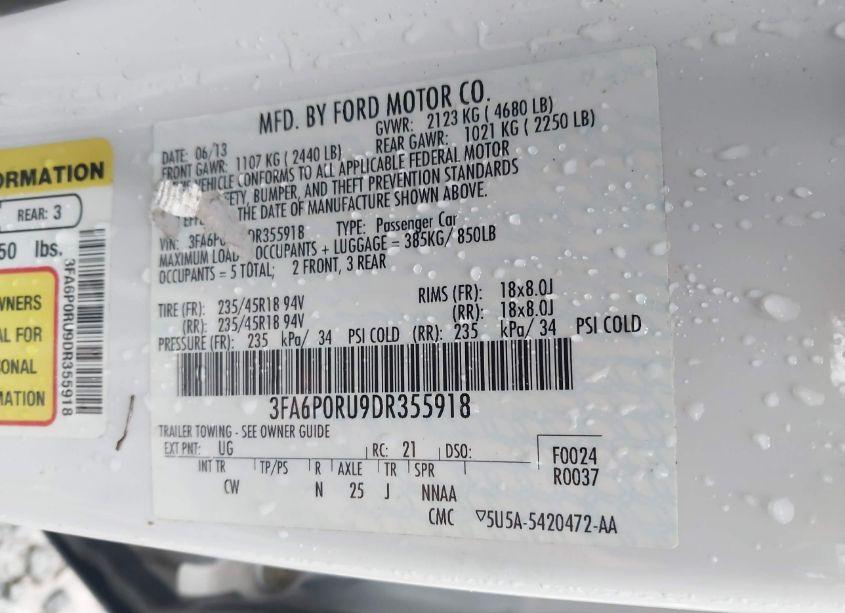 MFD. BY FORD MOTOR CO.
DATE: 06/13
GVWR: 2123 KG ( 4680 LB)
FRONT GAWR: 1107 KG ( 2440 LB)
REAR GAWR: 1021 KG ( 2250 LB)
VEHICLE CONFORMS TO ALL APPLICABLE FEDERAL MOTOR
BUMPER, AND THEFT PREVENTION STANDARDS
THE DATE OF MANUFACTURE SHOWN ABOVE.
VIN: 3FA6P0 DR355918 TYPE: Passenger Car
MAXIMUM LOAD OCCUPANTS + LUGGAGE = 385KG/ 850LB
OCCUPANTS = 5 TOTAL; 2 FRONT, 3 REAR
TIRE (FR): 235/45R18 94V RIMS (FR): 18x8.0J
(RR): 235/45R18 94V (RR): 18x8.0J
PRESSURE (FR): 235 kPa/ 34 PSI COLD (RR): 235 kPa/ 34 PSI COLD
3FA6P0RU9DR355918
TRAILER TOWING - SEE OWNER GUIDE
EXT PNT: UG RC: 21 DSO:
INT TR TP/PS R AXLE TR SPR
CW N 25 J NNAA
F0024
R0037
CMC ▽5U5A-5420472-AA
ORMATION
REAR: 3
50 lbs.
3FA6P0RU9DR355918
OWNERS
AL FOR
ONAL
MATION